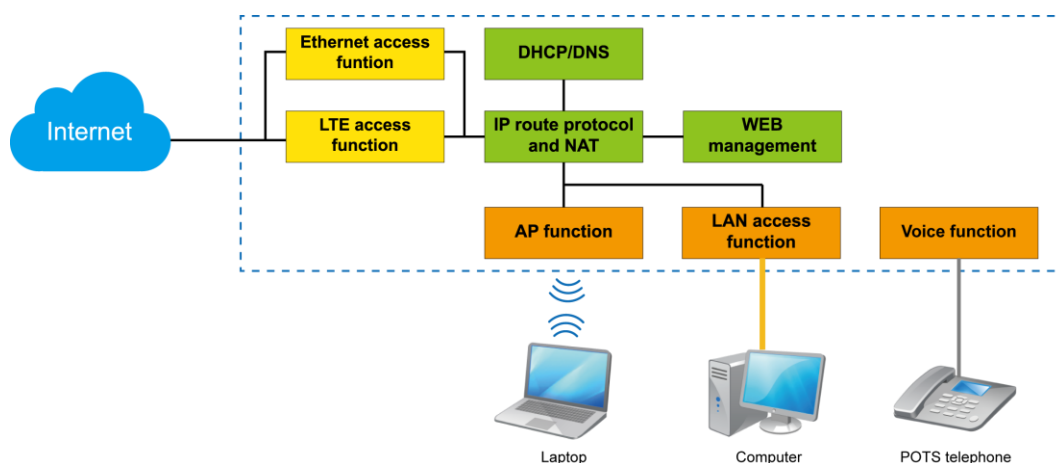 Ethernet access
funtion
DHCP/DNS
Internet
LTE access
function
IP route protocol
and NAT
WEB
management
AP function
LAN access
function
Voice function
Laptop
Computer
POTS telephone